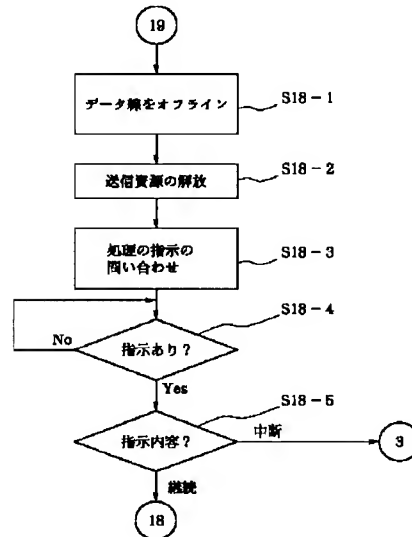 19
データ線をオフライン
S18-1
送信資源の解放
S18-2
処理の指示の
問い合わせ
S18-3
S18-4
指示あり?
No
Yes
S18-5
指示内容?
中断
3
継続
18